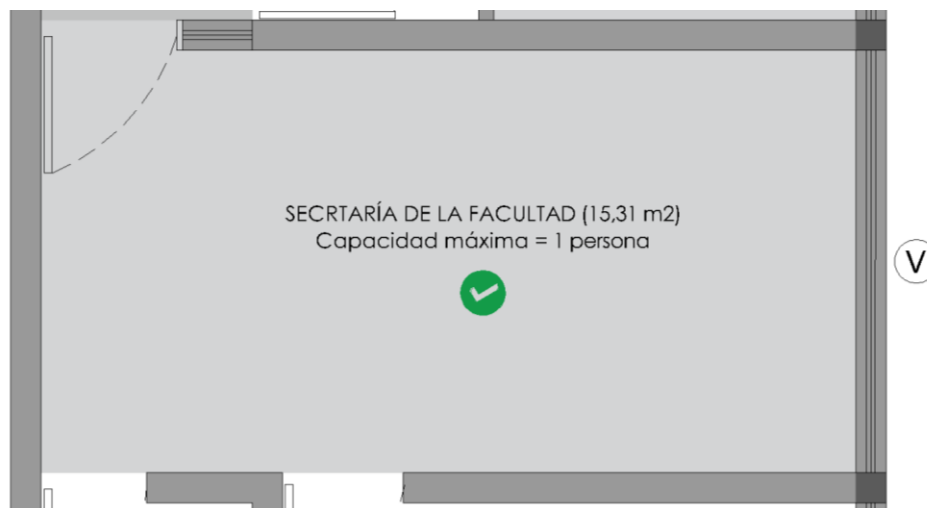 SECRTARÍA DE LA FACULTAD (15,31 m2)
Capacidad máxima = 1 persona
V